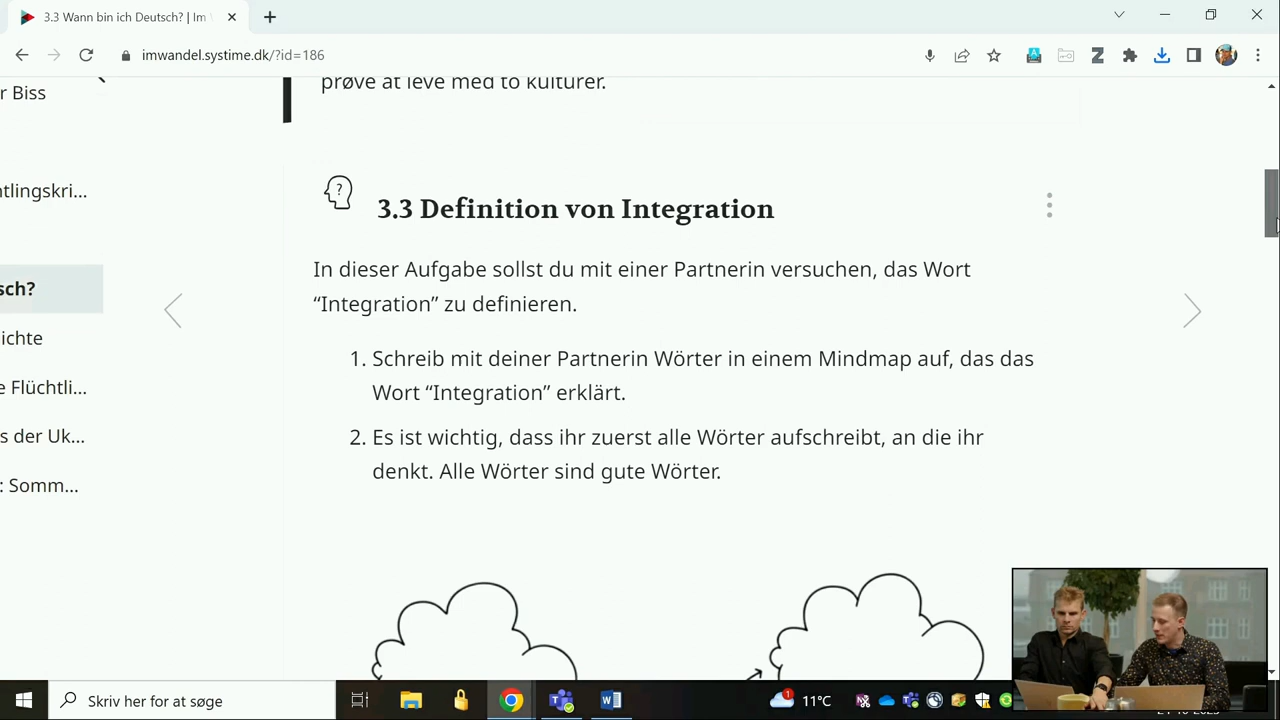 3.3 Wann bin ich Deutsch? | Im
imwandel.systime.dk/?id=186
prøve at leve med to kulturer.
r Biss
ntlingskri...
sch?
ichte
e Flüchtli...
s der Uk...
: Somm...
?
3.3 Definition von Integration
In dieser Aufgabe sollst du mit einer Partnerin versuchen, das Wort
“Integration” zu definieren.
1. Schreib mit deiner Partnerin Wörter in einem Mindmap auf, das das
Wort “Integration” erklärt.
2. Es ist wichtig, dass ihr zuerst alle Wörter aufschreibt, an die ihr
denkt. Alle Wörter sind gute Wörter.
Skriv her for at søge
1
11°C